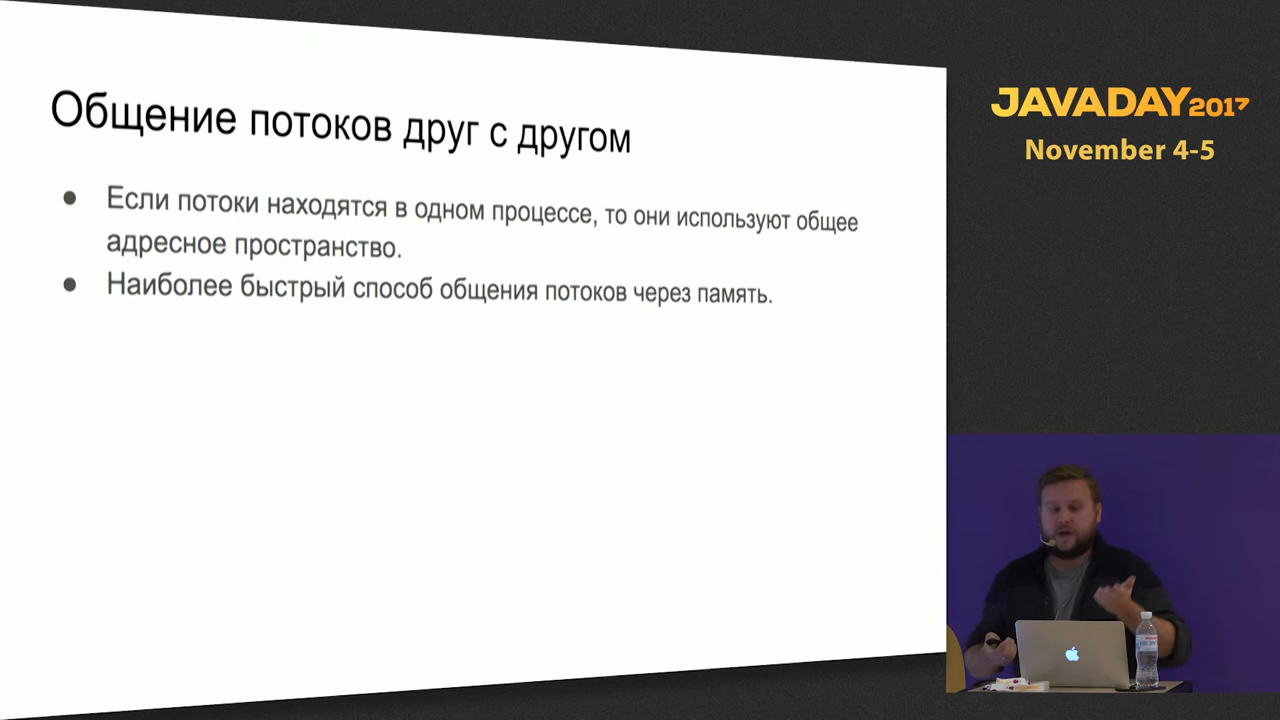 Общение потоков друг с другом
● Если потоки находятся в одном процессе, то они используют общее
адресное пространство.
● Наиболее быстрый способ общения потоков через память.
JAVADAY2017
November 4-5